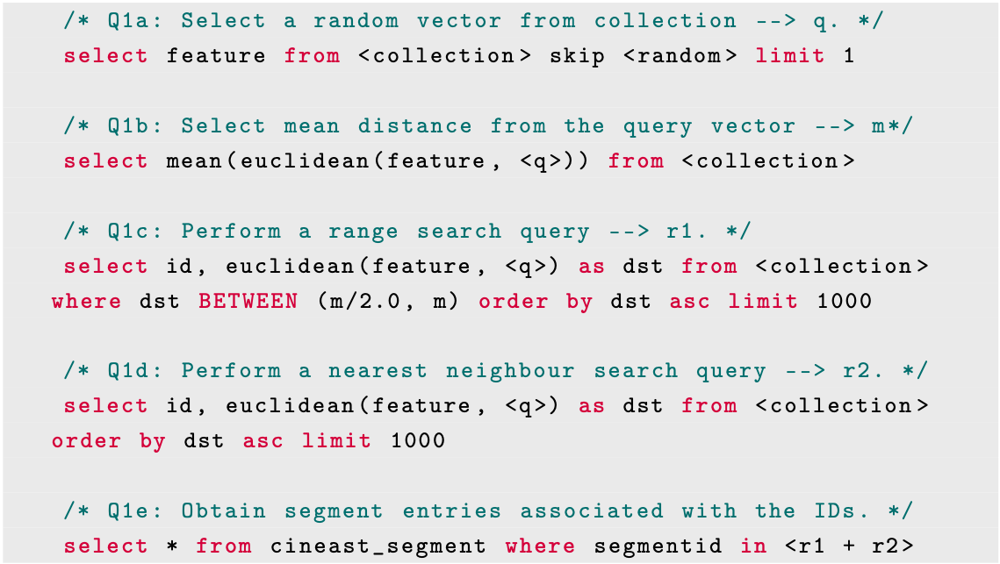 /* Q1a: Select a random vector from collection --> q. */
select feature from <collection> skip <random> limit 1
/* Q1b: Select mean distance from the query vector --> m*/
select mean(euclidean(feature, <q>)) from <collection>
/* Q1c: Perform a range search query --> r1. */
select id, euclidean(feature, <q>) as dst from <collection>
where dst BETWEEN (m/2.0, m) order by dst asc limit 1000
/* Q1d: Perform a nearest neighbour search query --> r2. */
select id, euclidean(feature, <q>) as dst from <collection>
order by dst asc limit 1000
/* Q1e: Obtain segment entries associated with the IDs. */
select * from cineast_segment where segmentid in <r1 + r2>